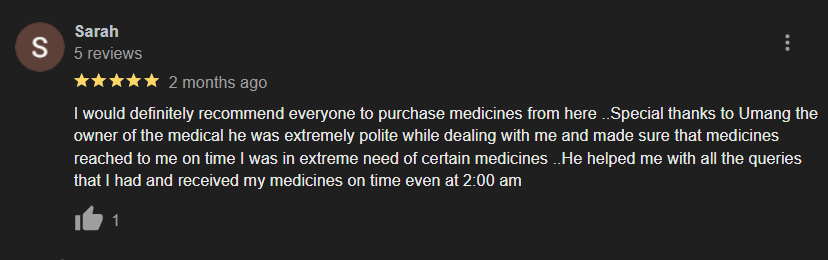 S
Sarah
5 reviews
2 months ago
I would definitely recommend everyone to purchase medicines from here ..Special thanks to Umang the
owner of the medical he was extremely polite while dealing with me and made sure that medicines
reached to me on time I was in extreme need of certain medicines ..He helped me with all the queries
that I had and received my medicines on time even at 2:00 am
1